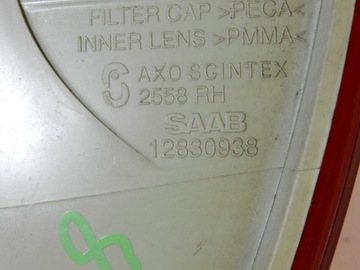 FILTER CAP >PECA<
INNER LENS >PMMA<
AXO SCINTEX
2558 RH
SAAB
12830938